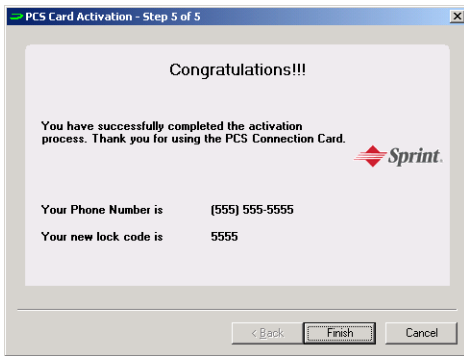 PCS Card Activation - Step 5 of 5
Congratulations!!!
You have successfully completed the activation
process. Thank you for using the PCS Connection Card.
Sprint.
Your Phone Number is (555) 555-5555
Your new lock code is 5555
< Back Finish Cancel